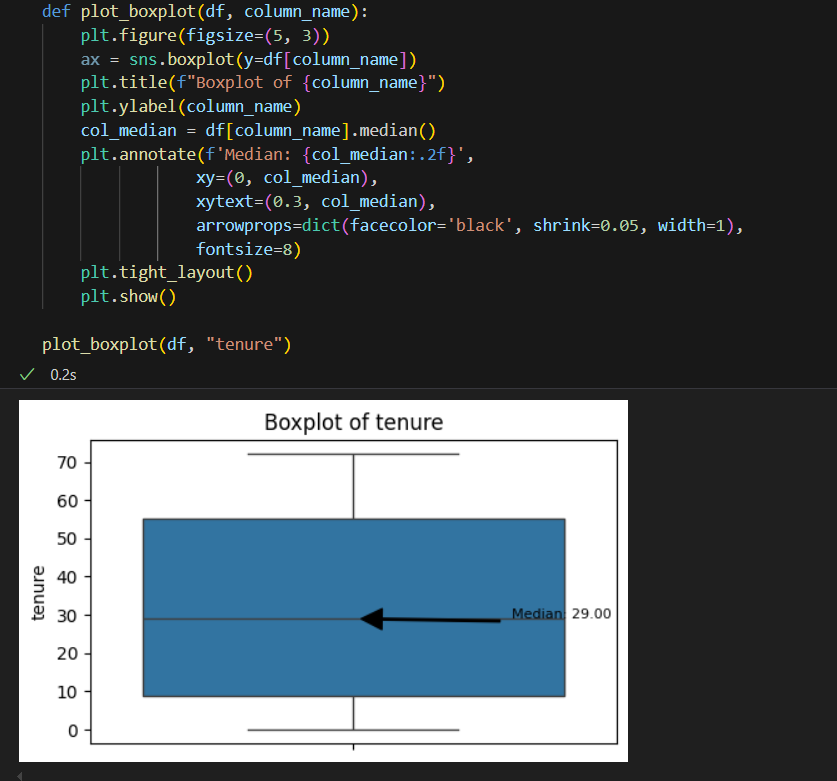 def plot_boxplot(df, column_name):
plt.figure(figsize=(5, 3))
ax = sns.boxplot(y=df[column_name])
plt.title(f"Boxplot of {column_name}")
plt.ylabel(column_name)
col_median = df[column_name].median()
plt.annotate(f'Median: {col_median:.2f}',
xy=(0, col_median),
xytext=(0.3, col_median),
arrowprops=dict(facecolor='black', shrink=0.05, width=1),
fontsize=8)
plt.tight_layout()
plt.show()
plot_boxplot(df, "tenure")
0.2s
Boxplot of tenure
70
60
50
40
30
20
10
0
tenure
Median: 29.00